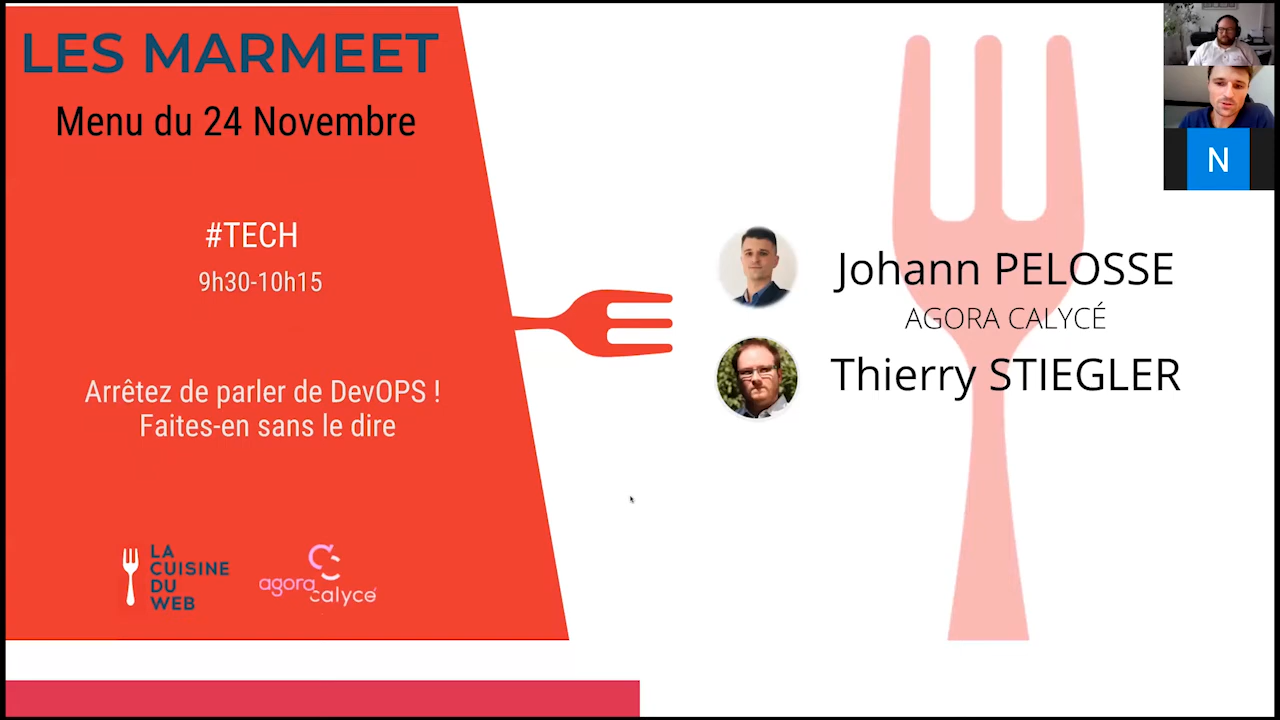 LES MARMEET
Menu du 24 Novembre
#TECH
9h30-10h15
Arrêtez de parler de DevOPS !
Faites-en sans le dire
LA
CUISINE
DU
WEB
agora
calycé
Johann PELOSSE
AGORA CALYCÉ
Thierry STIEGLER
N